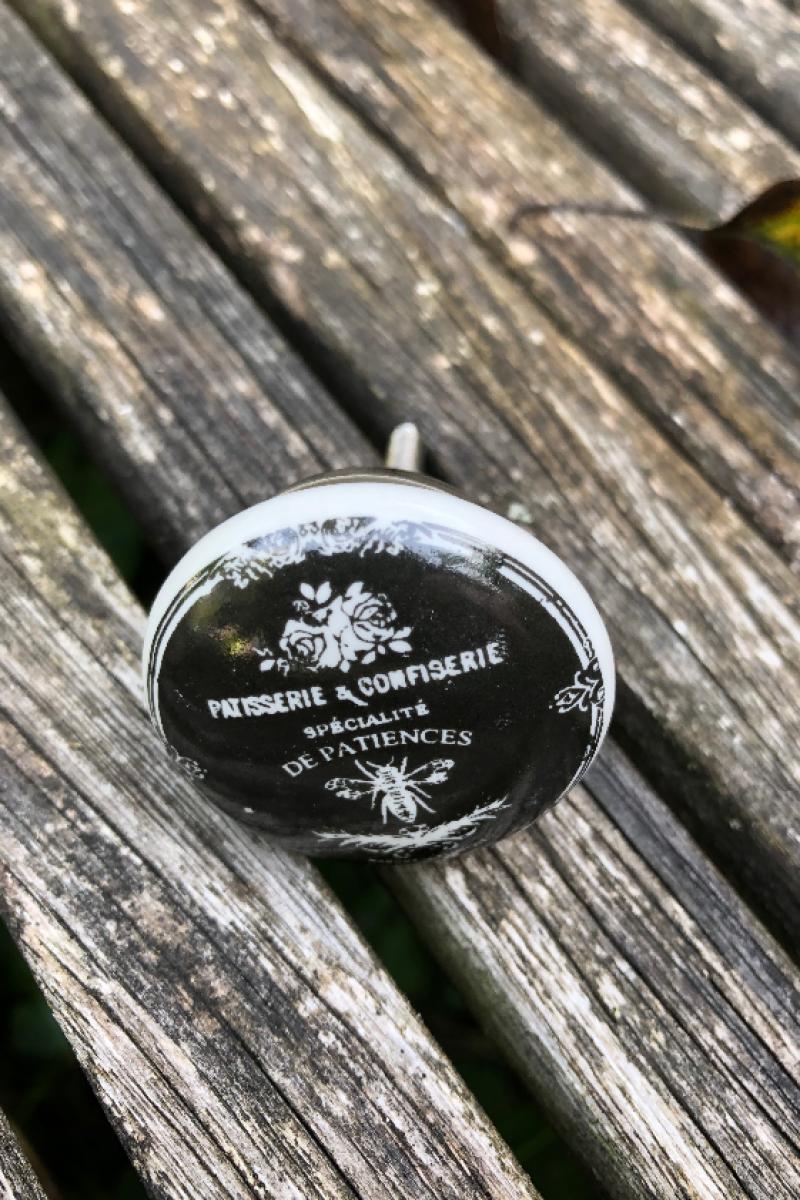 PATISSERIE & CONFISERIE
SPÉCIALITÉ
DE PATIENCES